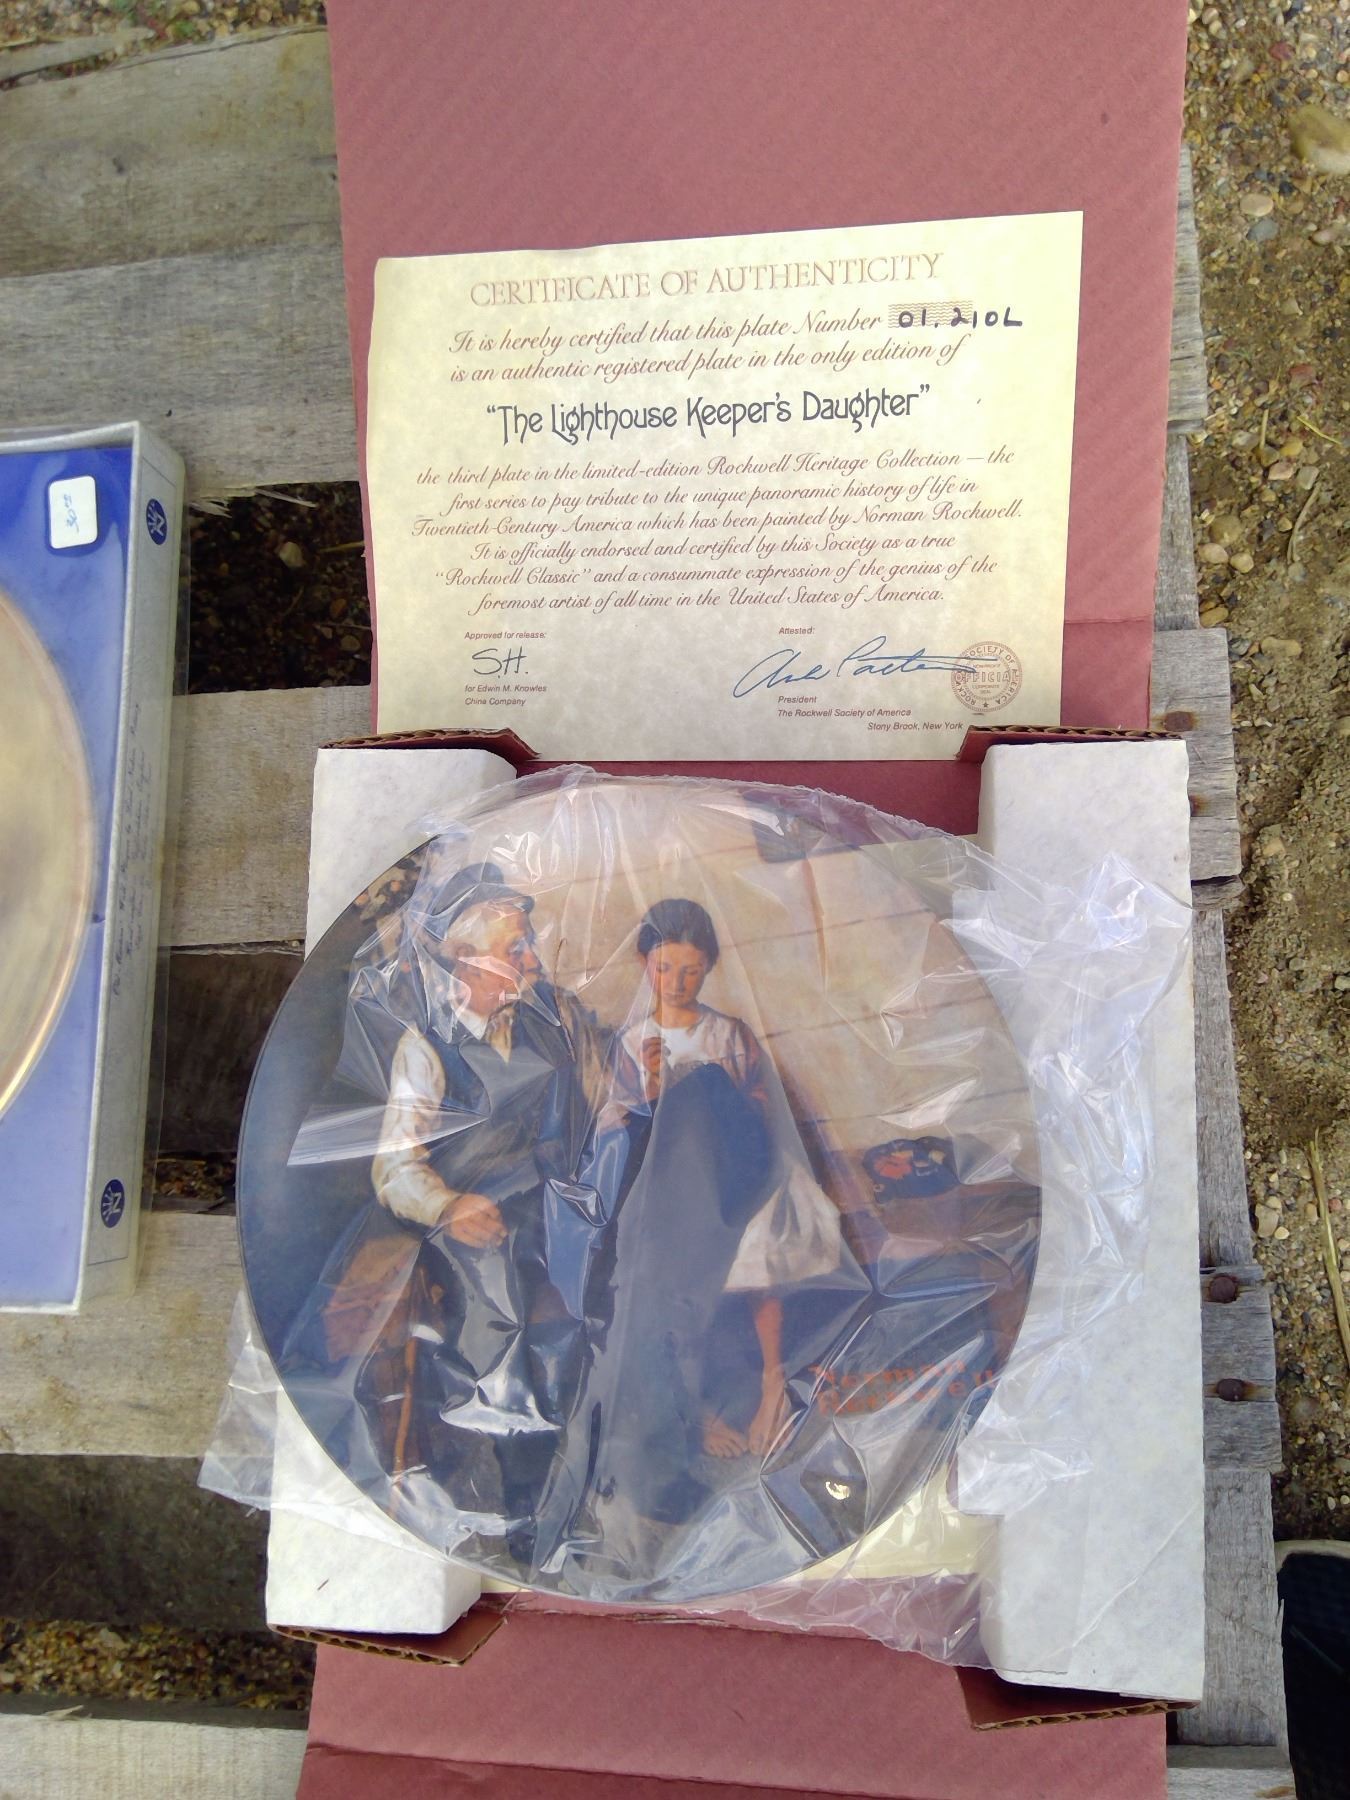 CERTIFICATE OF AUTHENTICITY
It is hereby certified that this plate Number 01.210L
is an authentic registered plate in the only edition of
"The Lighthouse Keeper's Daughter"
the third plate in the limited-edition Rockwell Heritage Collection — the
first series to pay tribute to the unique panoramic history of life in
Twentieth-Century America which has been painted by Norman Rockwell.
It is officially endorsed and certified by this Society as a true
"Rockwell Classic" and a consummate expression of the genius of the
foremost artist of all time in the United States of America.
Approved for release:
S.H.
for Edwin M. Knowles
China Company
Attested:
President
The Rockwell Society of America
Stony Brook, New York
OFFICIAL
Norman
Rockwell